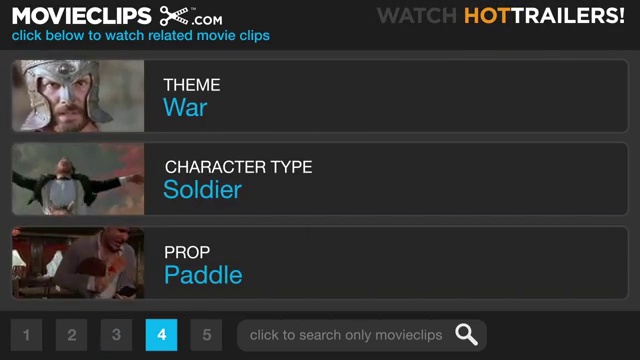 MOVIECLIPS .COM™
WATCH HOTTRAILERS!
click below to watch related movie clips
THEME
War
CHARACTER TYPE
Soldier
PROP
Paddle
1 2 3 4 5 click to search only movieclips